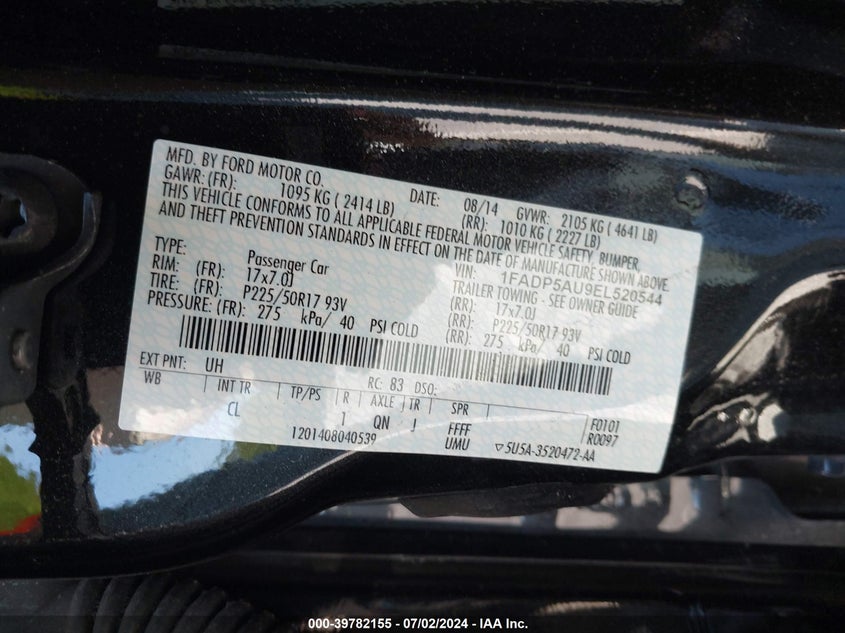 MFD. BY FORD MOTOR CO. DATE: 08/14 GVWR: 2105 KG ( 4641 LB)
GAWR: (FR): 1095 KG ( 2414 LB) (RR): 1010 KG ( 2227 LB)
THIS VEHICLE CONFORMS TO ALL APPLICABLE FEDERAL MOTOR VEHICLE SAFETY, BUMPER,
AND THEFT PREVENTION STANDARDS IN EFFECT ON THE DATE OF MANUFACTURE SHOWN ABOVE.
VIN: 1FADP5AU9EL520544
TYPE: Passenger Car TRAILER TOWING - SEE OWNER GUIDE
RIM: (FR): 17x7.0J (RR): 17x7.0J
TIRE: (FR): P225/50R17 93V (RR): P225/50R17 93V
PRESSURE: (FR): 275 kPa/ 40 PSI COLD (RR): 275 kPa/ 40 PSI COLD
EXT PNT: UH RC: 83 DSO:
WB INT TR TP/PS R AXLE TR SPR
CL 1 QN J FFFF F0101
UMU R0097
1201408040539 ▽5U5A-3520472-AA
000-39782155 - 07/02/2024 - IAA Inc.